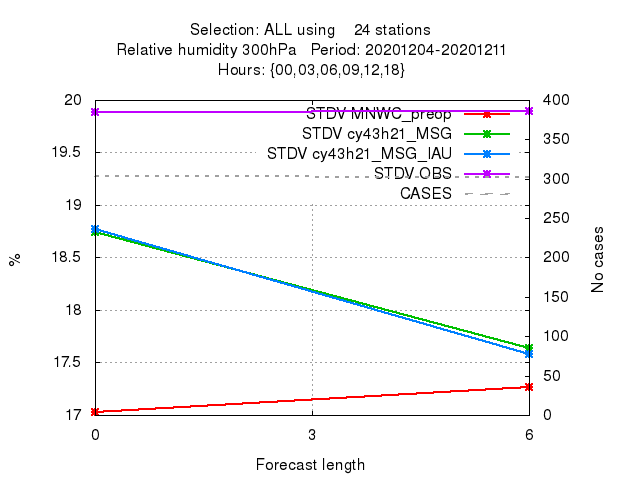 Selection: ALL using    24 stations
Relative humidity 300hPa   Period: 20201204-20201211
Hours: {00,03,06,09,12,18}
20 400
STDV MNWC_preop
350
STDV cy43h21_MSG
19.5 STDV cy43h21_MSG_IAU
300
STDV OBS
CASES
19
250
18.5 200
% No cases
150
18
100
17.5
50
17 0
0 3 6
Forecast length